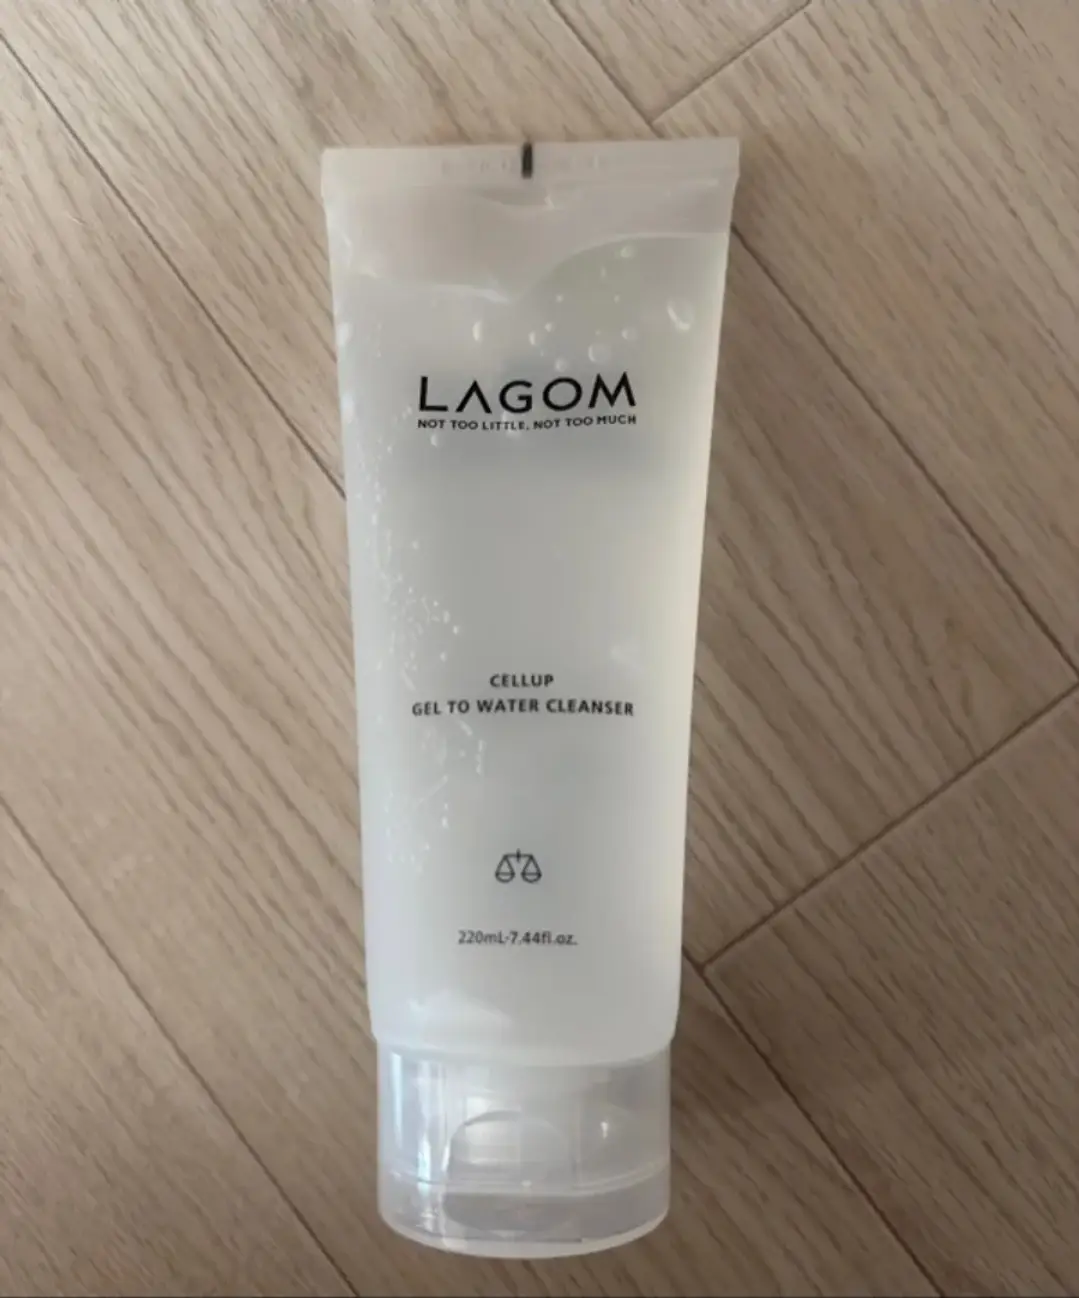 LAGOM
NOT TOO LITTLE, NOT TOO MUCH
CELLUP
GEL TO WATER CLEANSER
220mL·7.44fl.oz.